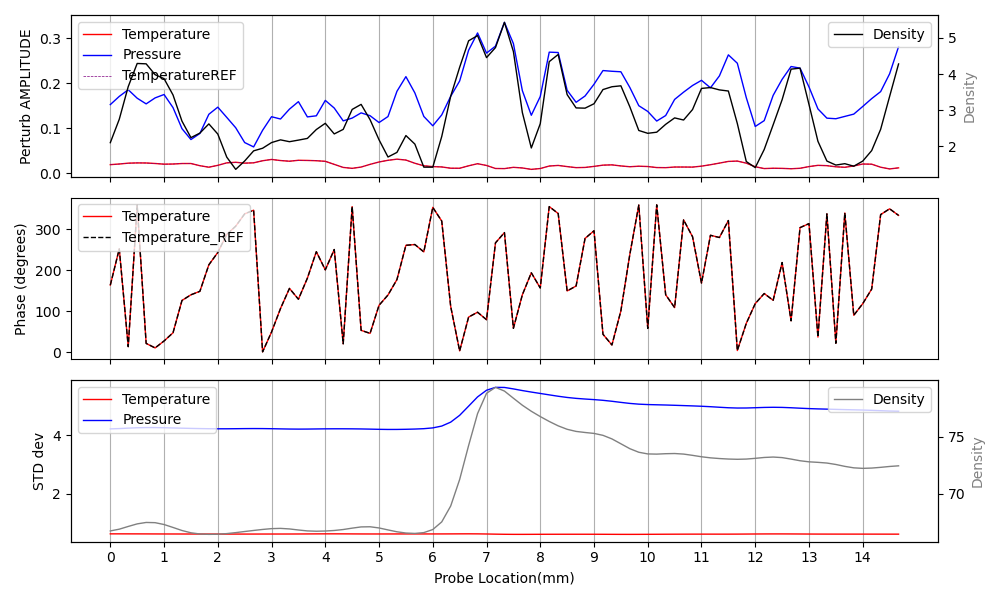 Perturb AMPLITUDE
0.3
0.2
0.1
0.0
Temperature
Pressure
TemperatureREF
Density
5
4
3
2
Density
Phase (degrees)
300
200
100
0
Temperature
Temperature_REF
STD dev
4
2
Temperature
Pressure
Density
75
70
Density
0 1 2 3 4 5 6 7 8 9 10 11 12 13 14
Probe Location(mm)